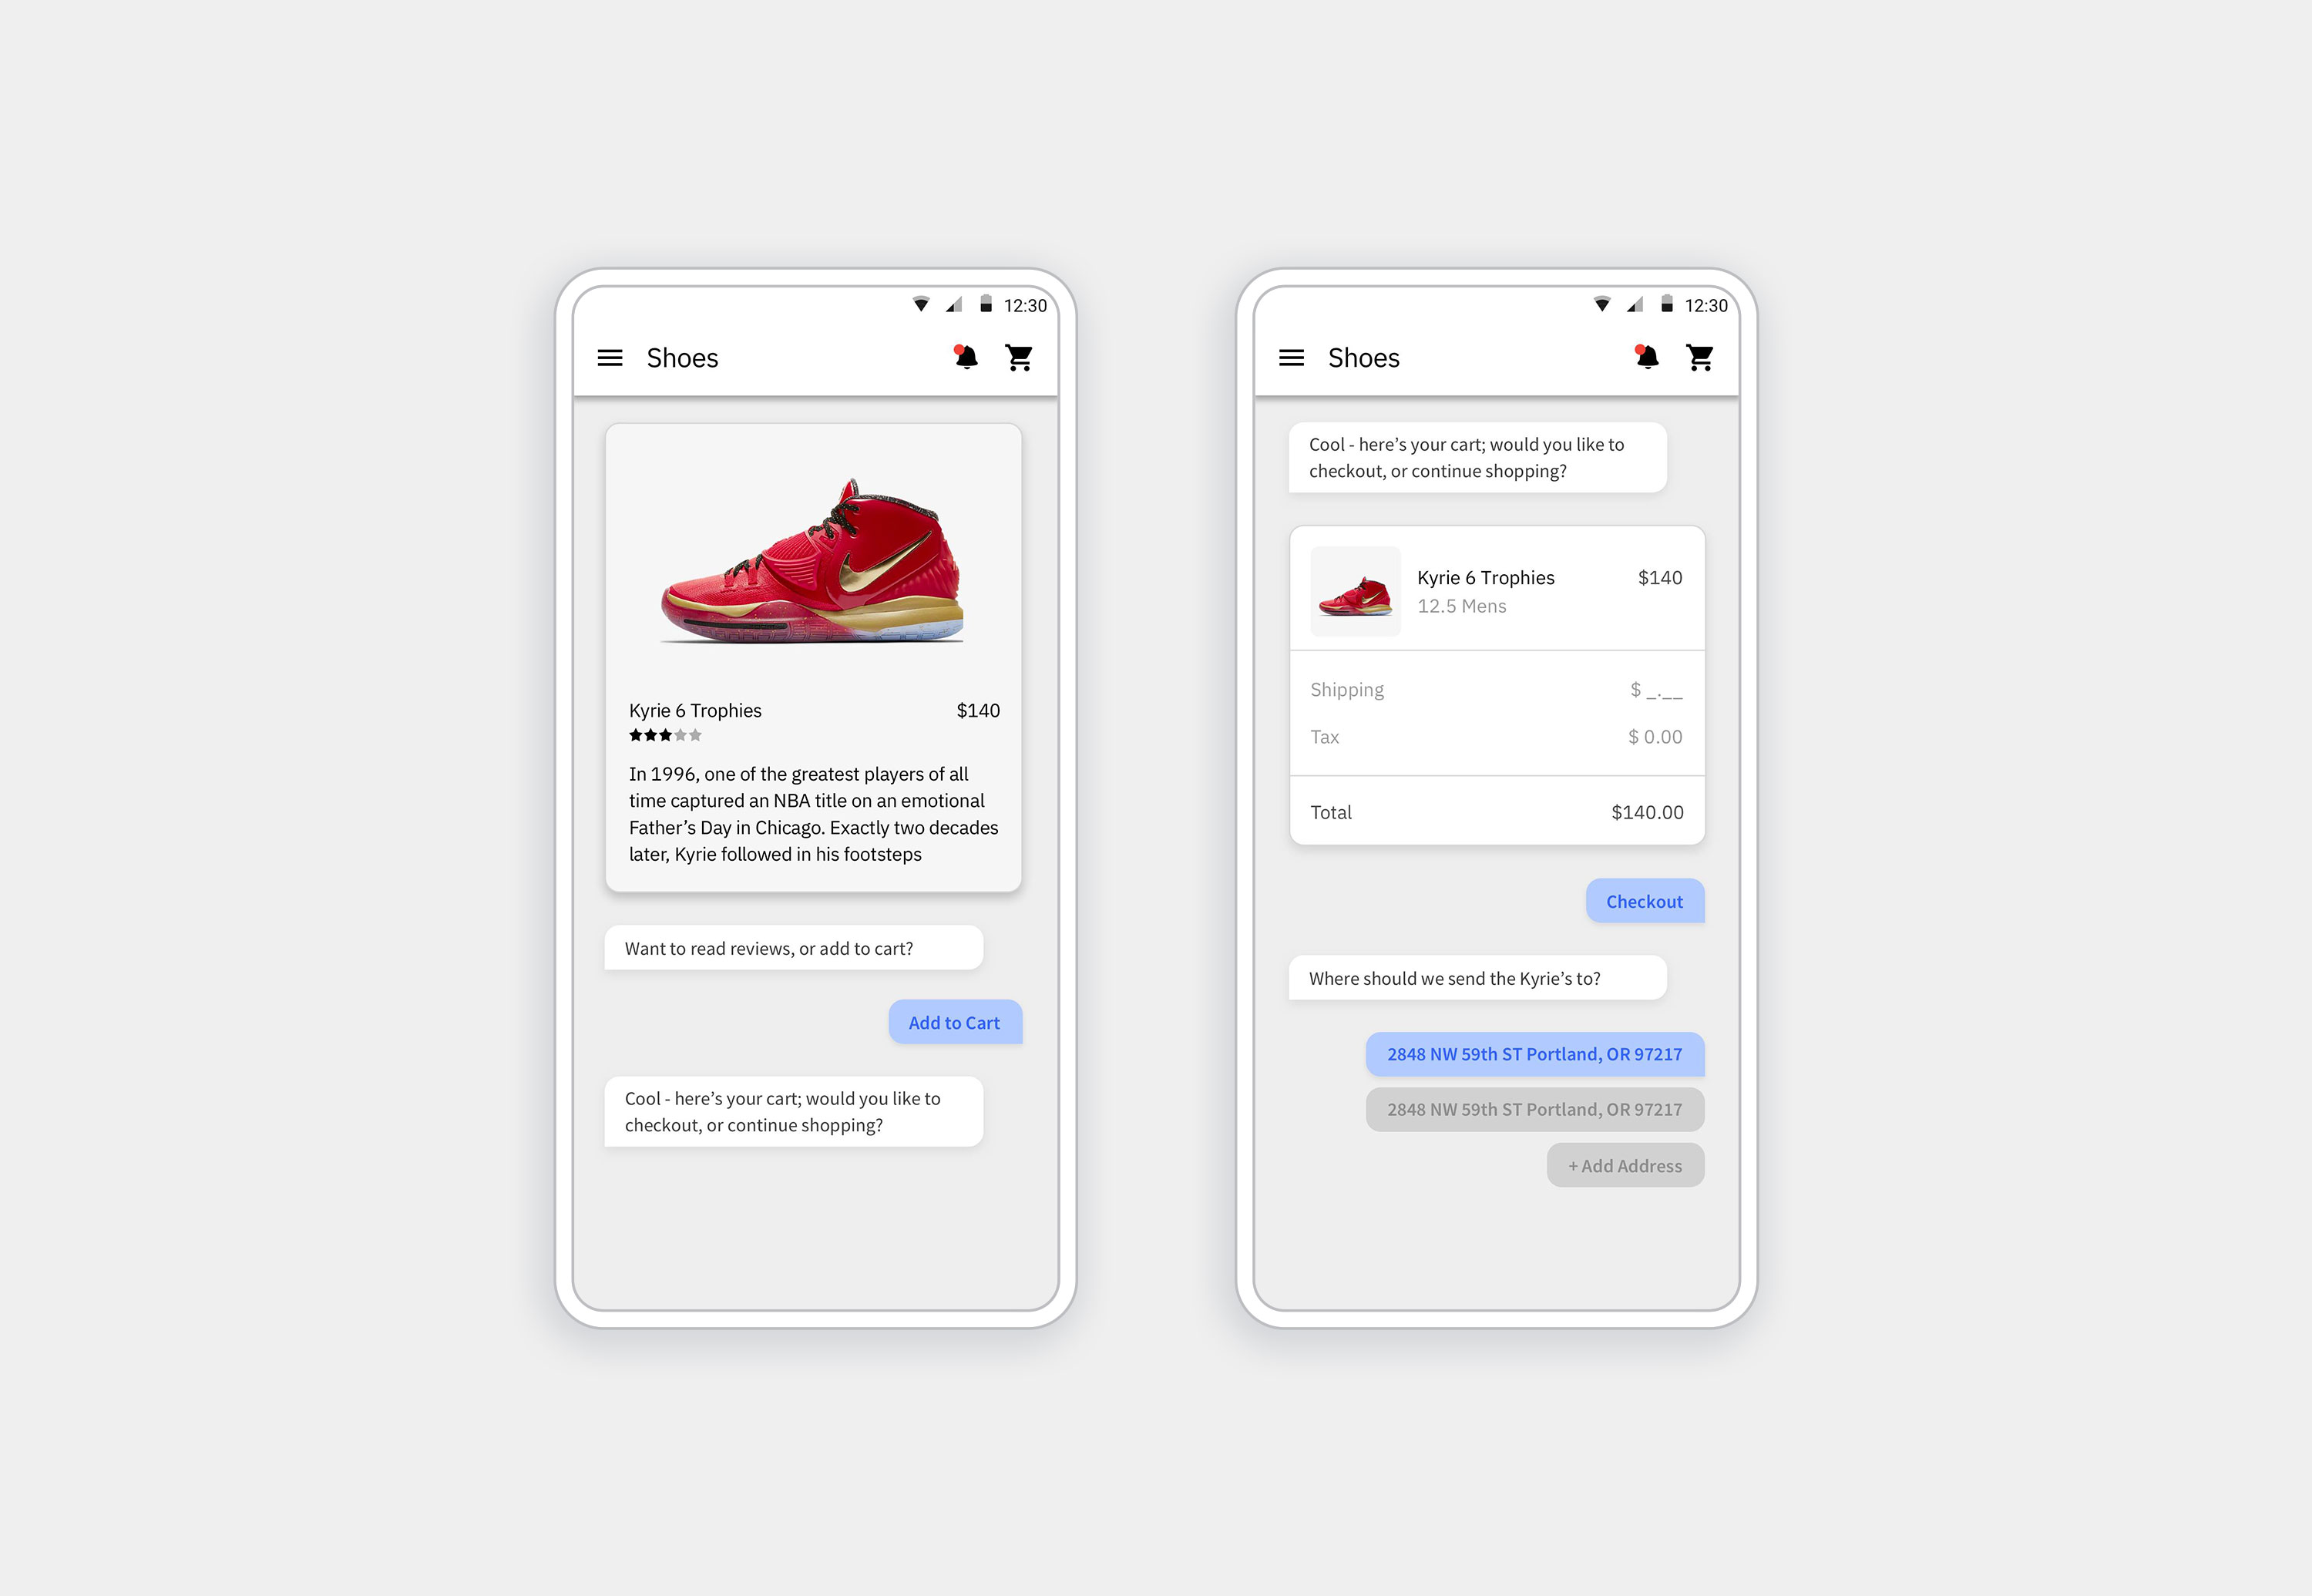 12:30
Shoes
Kyrie 6 Trophies
$140
In 1996, one of the greatest players of all
time captured an NBA title on an emotional
Father’s Day in Chicago. Exactly two decades
later, Kyrie followed in his footsteps
Want to read reviews, or add to cart?
Add to Cart
Cool - here’s your cart; would you like to
checkout, or continue shopping?
12:30
Shoes
Cool - here’s your cart; would you like to
checkout, or continue shopping?
Kyrie 6 Trophies $140
12.5 Mens
Shipping $ _.__
Tax $ 0.00
Total $140.00
Checkout
Where should we send the Kyrie’s to?
2848 NW 59th ST Portland, OR 97217
2848 NW 59th ST Portland, OR 97217
+ Add Address